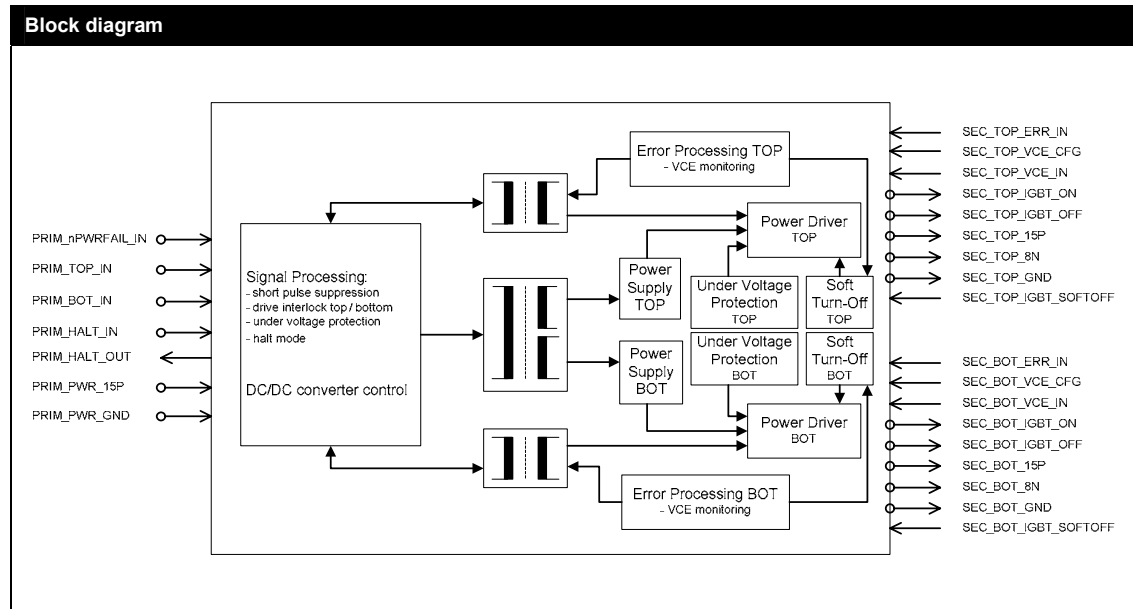 Block diagram
PRIM_nPWRFAIL_IN
PRIM_TOP_IN
PRIM_BOT_IN
PRIM_HALT_IN
PRIM_HALT_OUT
PRIM_PWR_15P
PRIM_PWR_GND
Signal Processing:
- short pulse suppression
- drive interlock top / bottom
- under voltage protection
- halt mode
DC/DC converter control
Error Processing TOP
- VCE monitoring
Power Driver
TOP
Power
Supply
TOP
Under Voltage
Protection
TOP
Soft
Turn-Off
TOP
Power
Supply
BOT
Under Voltage
Protection
BOT
Soft
Turn-Off
BOT
Power Driver
BOT
Error Processing BOT
- VCE monitoring
SEC_TOP_ERR_IN
SEC_TOP_VCE_CFG
SEC_TOP_VCE_IN
SEC_TOP_IGBT_ON
SEC_TOP_IGBT_OFF
SEC_TOP_15P
SEC_TOP_8N
SEC_TOP_GND
SEC_TOP_IGBT_SOFTOFF
SEC_BOT_ERR_IN
SEC_BOT_VCE_CFG
SEC_BOT_VCE_IN
SEC_BOT_IGBT_ON
SEC_BOT_IGBT_OFF
SEC_BOT_15P
SEC_BOT_8N
SEC_BOT_GND
SEC_BOT_IGBT_SOFTOFF